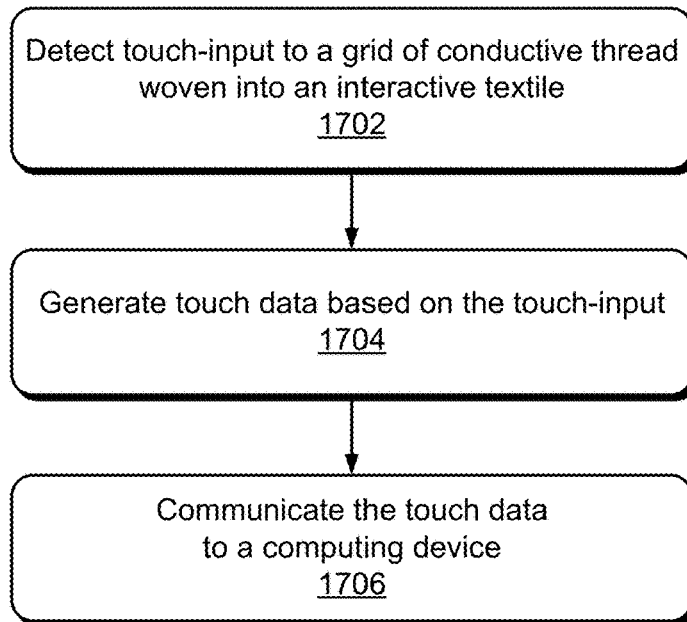 Detect touch-input to a grid of conductive thread
woven into an interactive textile
1702
Generate touch data based on the touch-input
1704
Communicate the touch data
to a computing device
1706